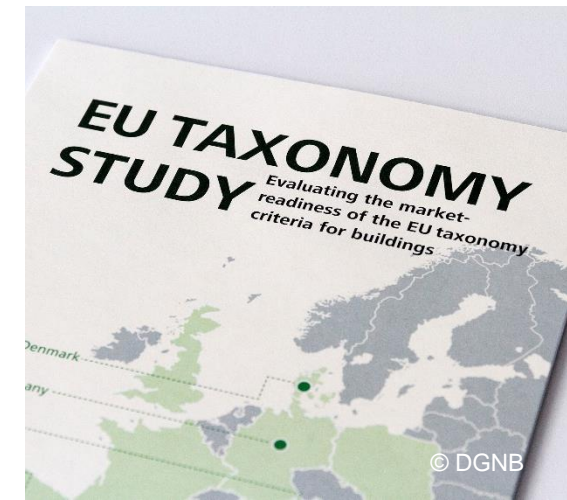 EU TAXONOMY
STUDY
Evaluating the market-
readiness of the EU taxonomy
criteria for buildings
Denmark
any
© DGNB